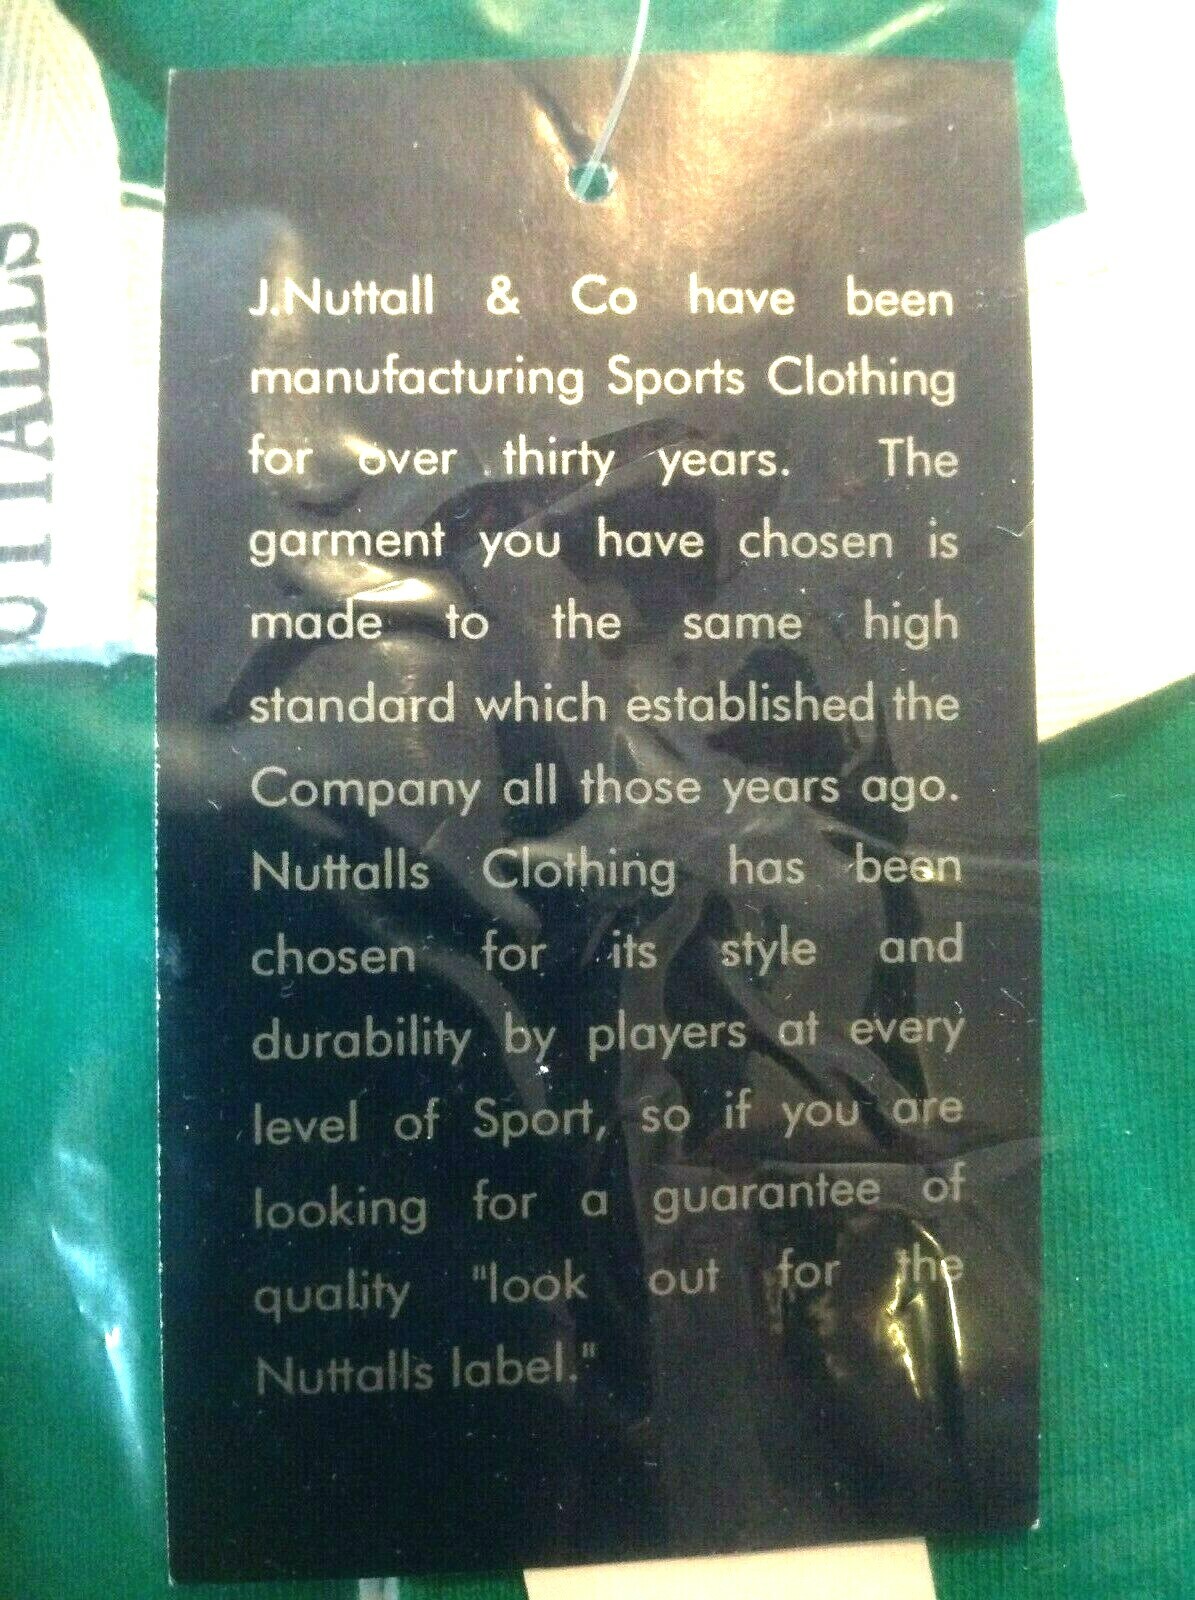 J.Nuttall & Co have been
manufacturing Sports Clothing
for over thirty years. The
garment you have chosen is
made to the same high
standard which established the
Company all those years ago.
Nuttalls Clothing has been
chosen for its style and
durability by players at every
level of Sport, so if you are
looking for a guarantee of
quality "look out for the
Nuttalls label."